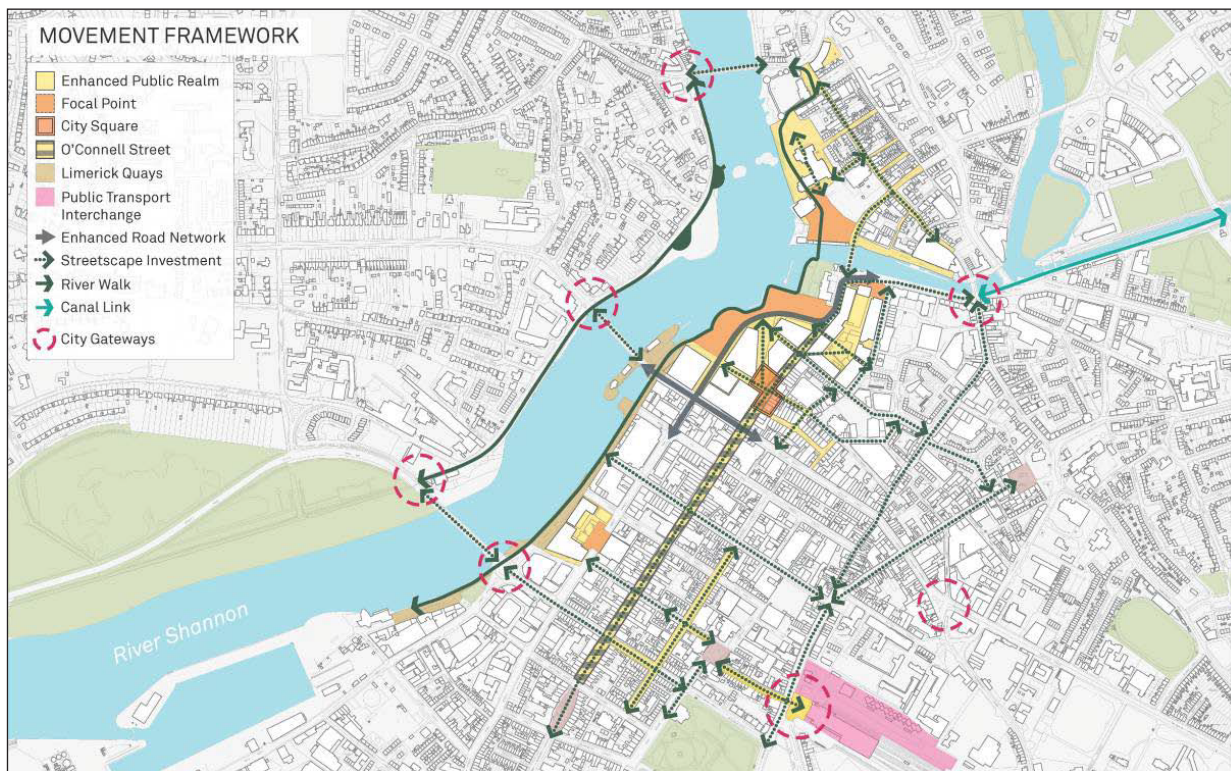 MOVEMENT FRAMEWORK
Enhanced Public Realm
Focal Point
City Square
O'Connell Street
Limerick Quays
Public Transport
Interchange
Enhanced Road Network
Streetscape Investment
River Walk
Canal Link
City Gateways
River Shannon